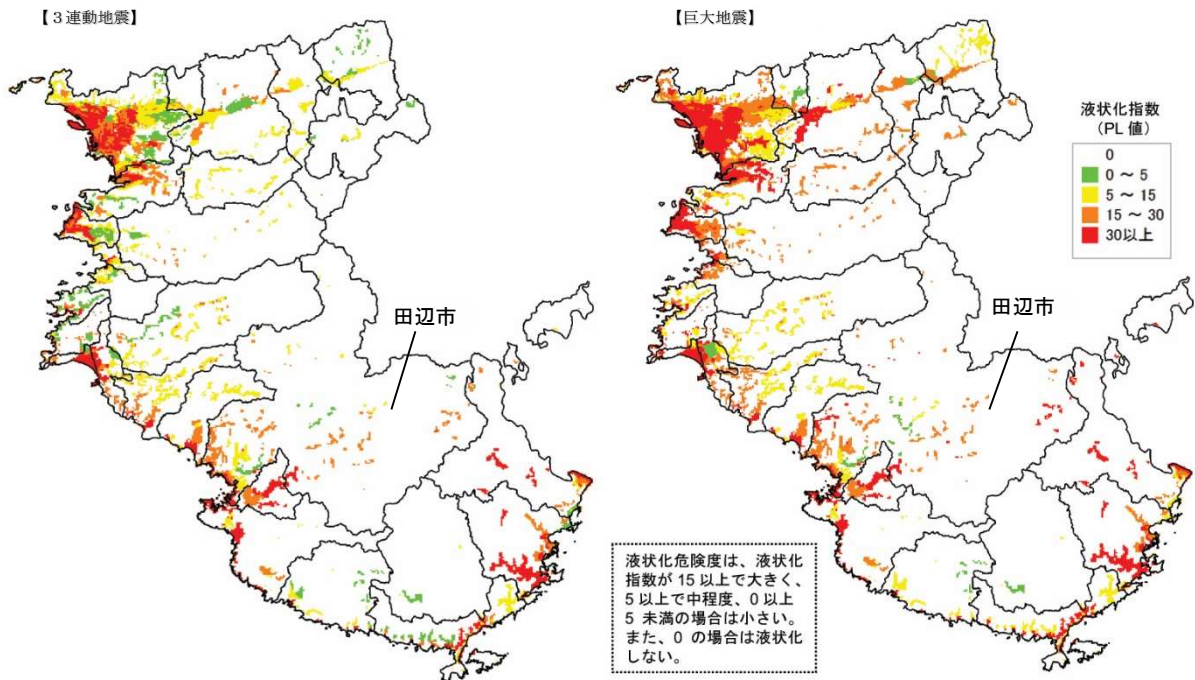 【３連動地震】
【巨大地震】
液状化指数
（PL 値）
0
0 ～ 5
5 ～ 15
15 ～ 30
30以上
田辺市
田辺市
液状化危険度は、液状化
指数が 15 以上で大きく、
5 以上で中程度、0 以上
5 未満の場合は小さい。
また、0 の場合は液状化
しない。